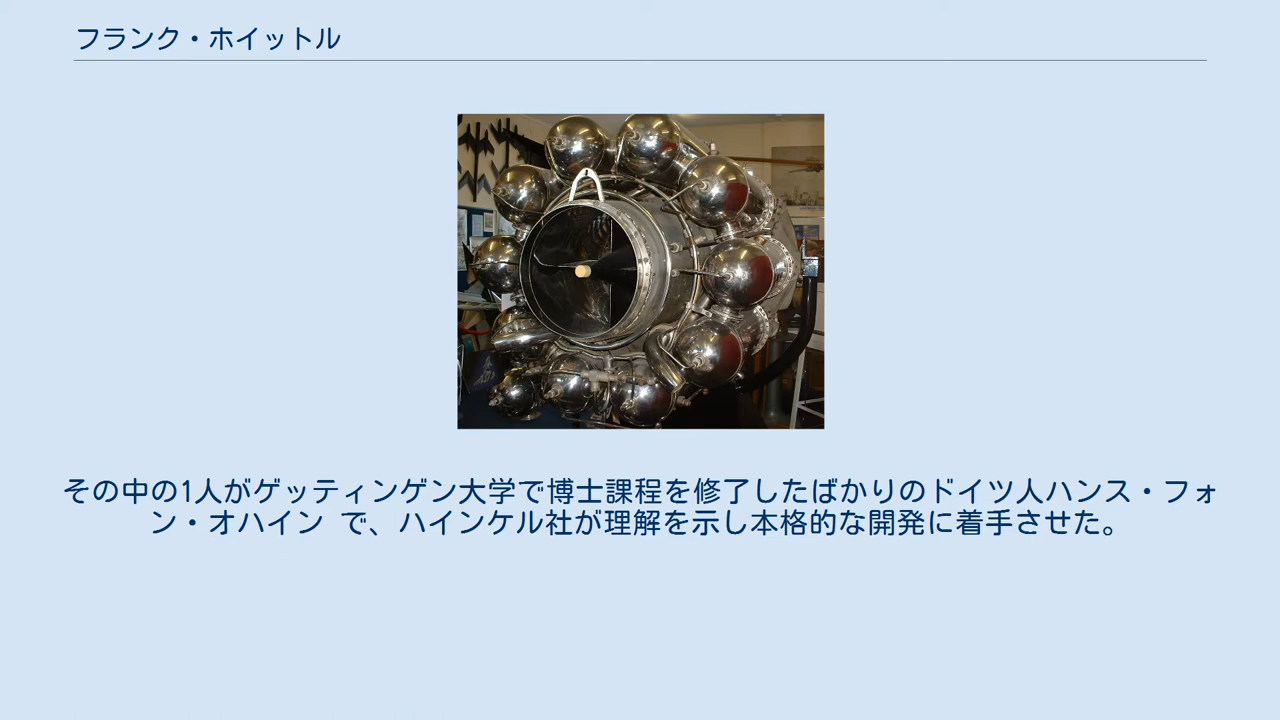 フランク・ホイットル
その中の1人がゲッティンゲン大学で博士課程を修了したばかりのドイツ人ハンス・フォ
ン・オハイン で、ハインケル社が理解を示し本格的な開発に着手させた。